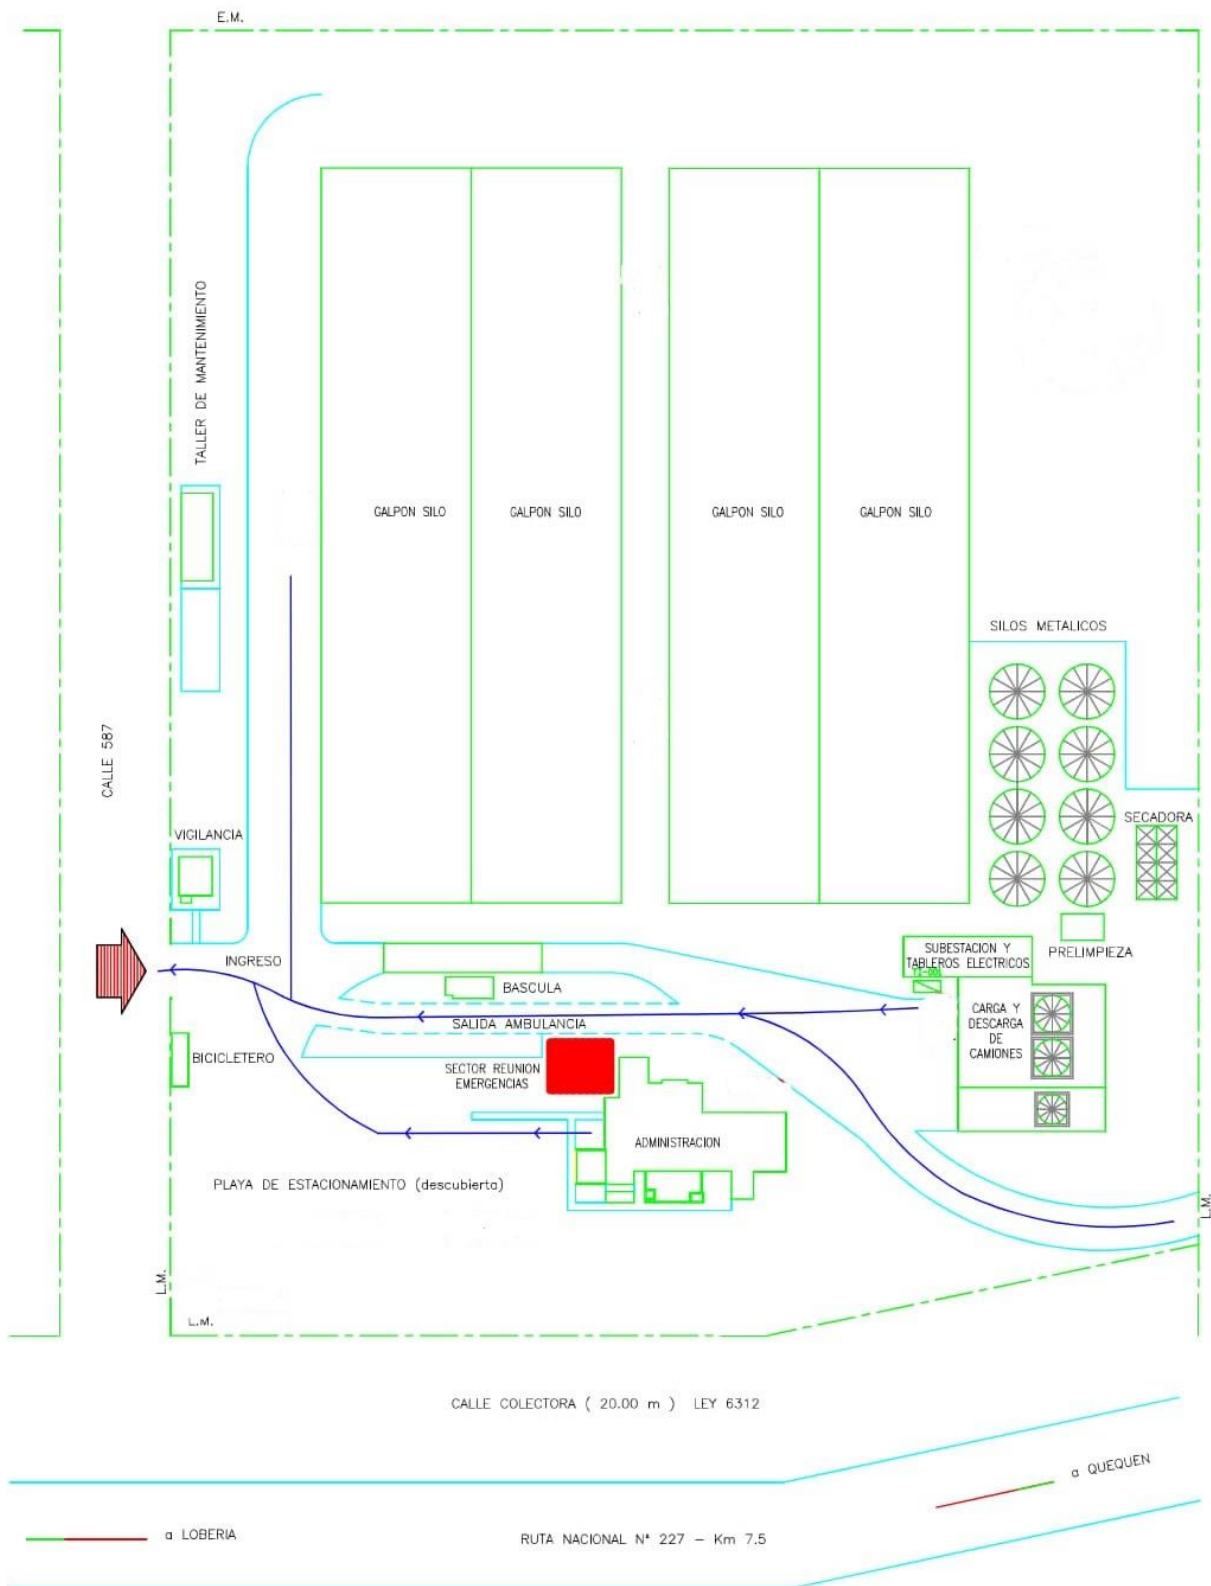 E.M.
TALLER DE MANTENIMIENTO
GALPON SILO
GALPON SILO
GALPON SILO
GALPON SILO
SILOS METALICOS
CALLE 587
SECADORA
VIGILANCIA
SUBESTACION Y
TABLEROS ELECTRICOS
PRELIMPIEZA
INGRESO
BASCULA
CARGA Y
DESCARGA
DE
CAMIONES
SALIDA AMBULANCIA
BICICLETERO
SECTOR REUNION
EMERGENCIAS
ADMINISTRACION
PLAYA DE ESTACIONAMIENTO (descubierta)
L.M.
L.M.
L.M.
CALLE COLECTORA ( 20.00 m ) LEY 6312
a QUEQUEN
a LOBERIA
RUTA NACIONAL Nº 227 – Km 7.5